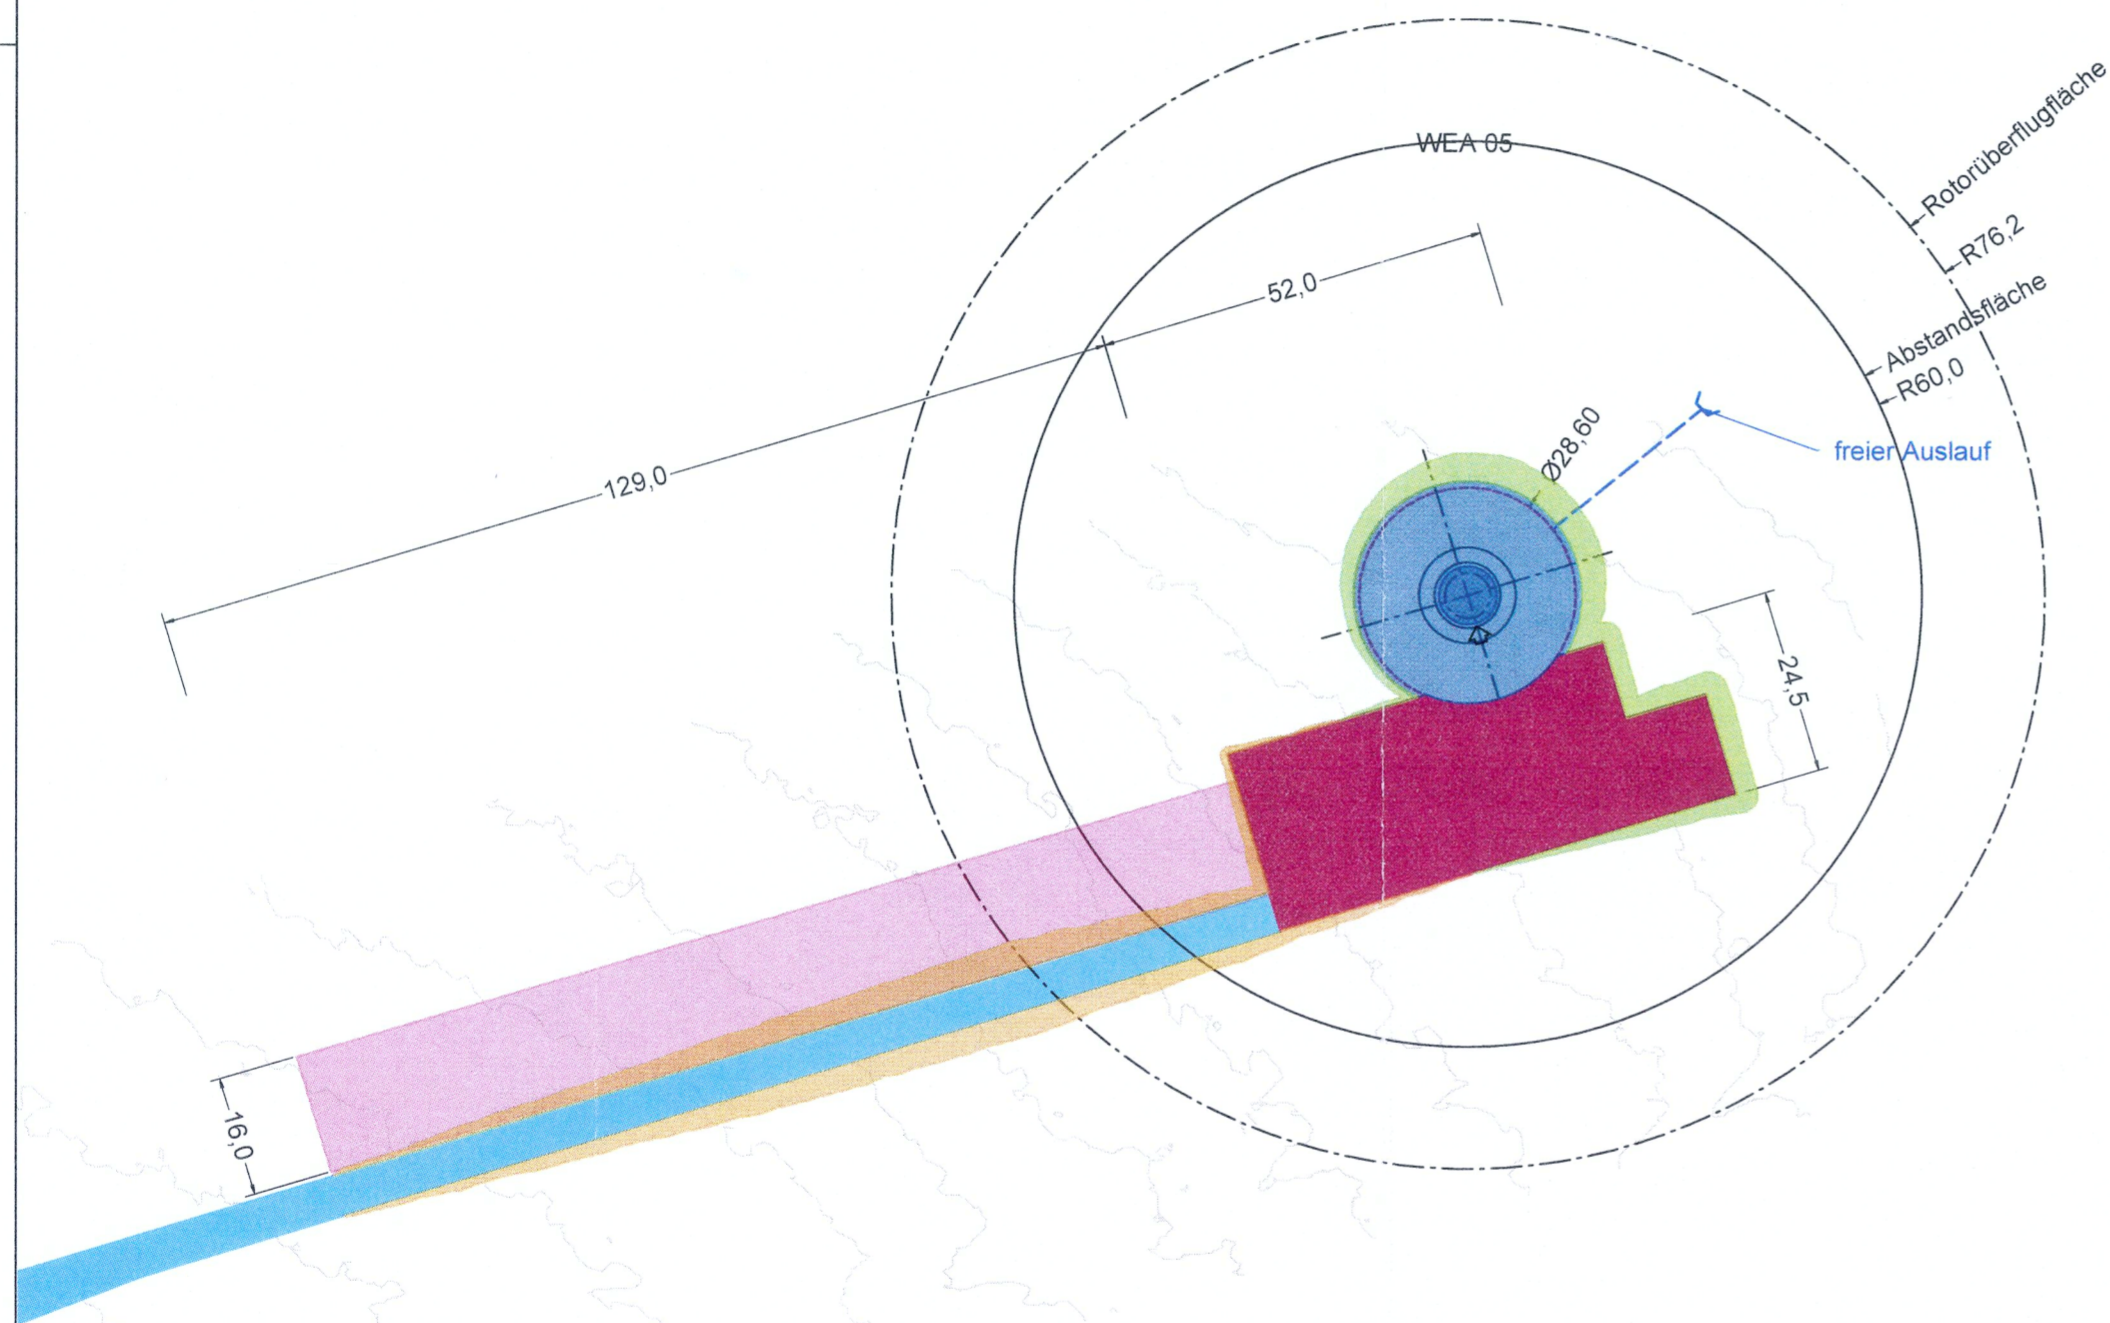 WEA 05
Rotorüberflugfläche
R76,2
Abstandsfläche
R60,0
52,0
129,0
Ø28,60
freier Auslauf
24,5
16,0